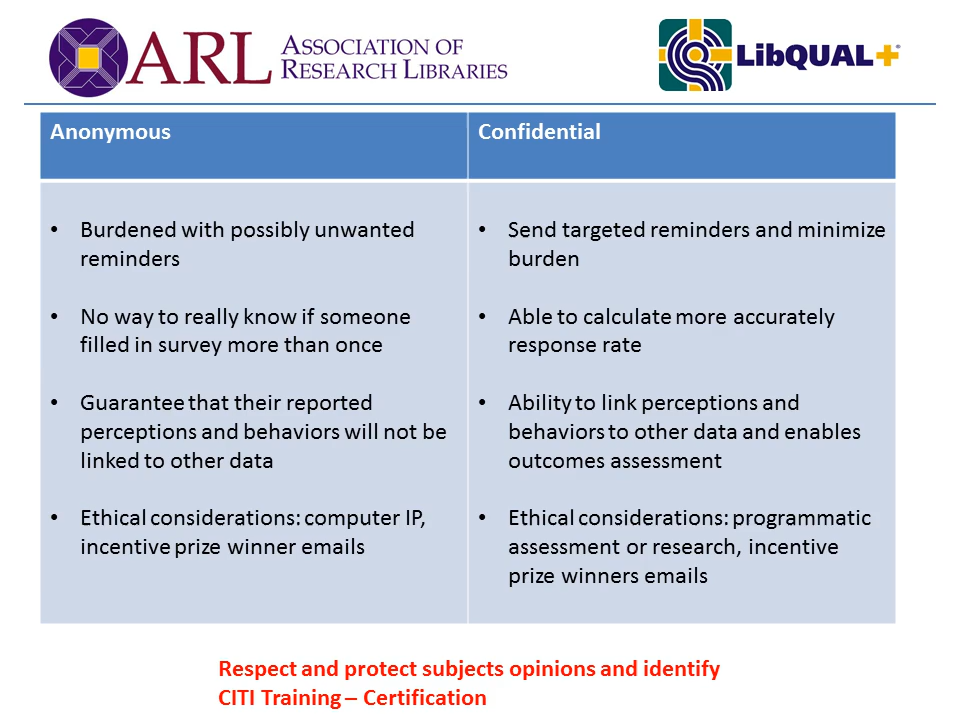 ARL ASSOCIATION OF
RESEARCH LIBRARIES
LibQUAL+®
Anonymous
Confidential
• Burdened with possibly unwanted
reminders
• No way to really know if someone
filled in survey more than once
• Guarantee that their reported
perceptions and behaviors will not be
linked to other data
• Ethical considerations: computer IP,
incentive prize winner emails
• Send targeted reminders and minimize
burden
• Able to calculate more accurately
response rate
• Ability to link perceptions and
behaviors to other data and enables
outcomes assessment
• Ethical considerations: programmatic
assessment or research, incentive
prize winners emails
Respect and protect subjects opinions and identify
CITI Training – Certification